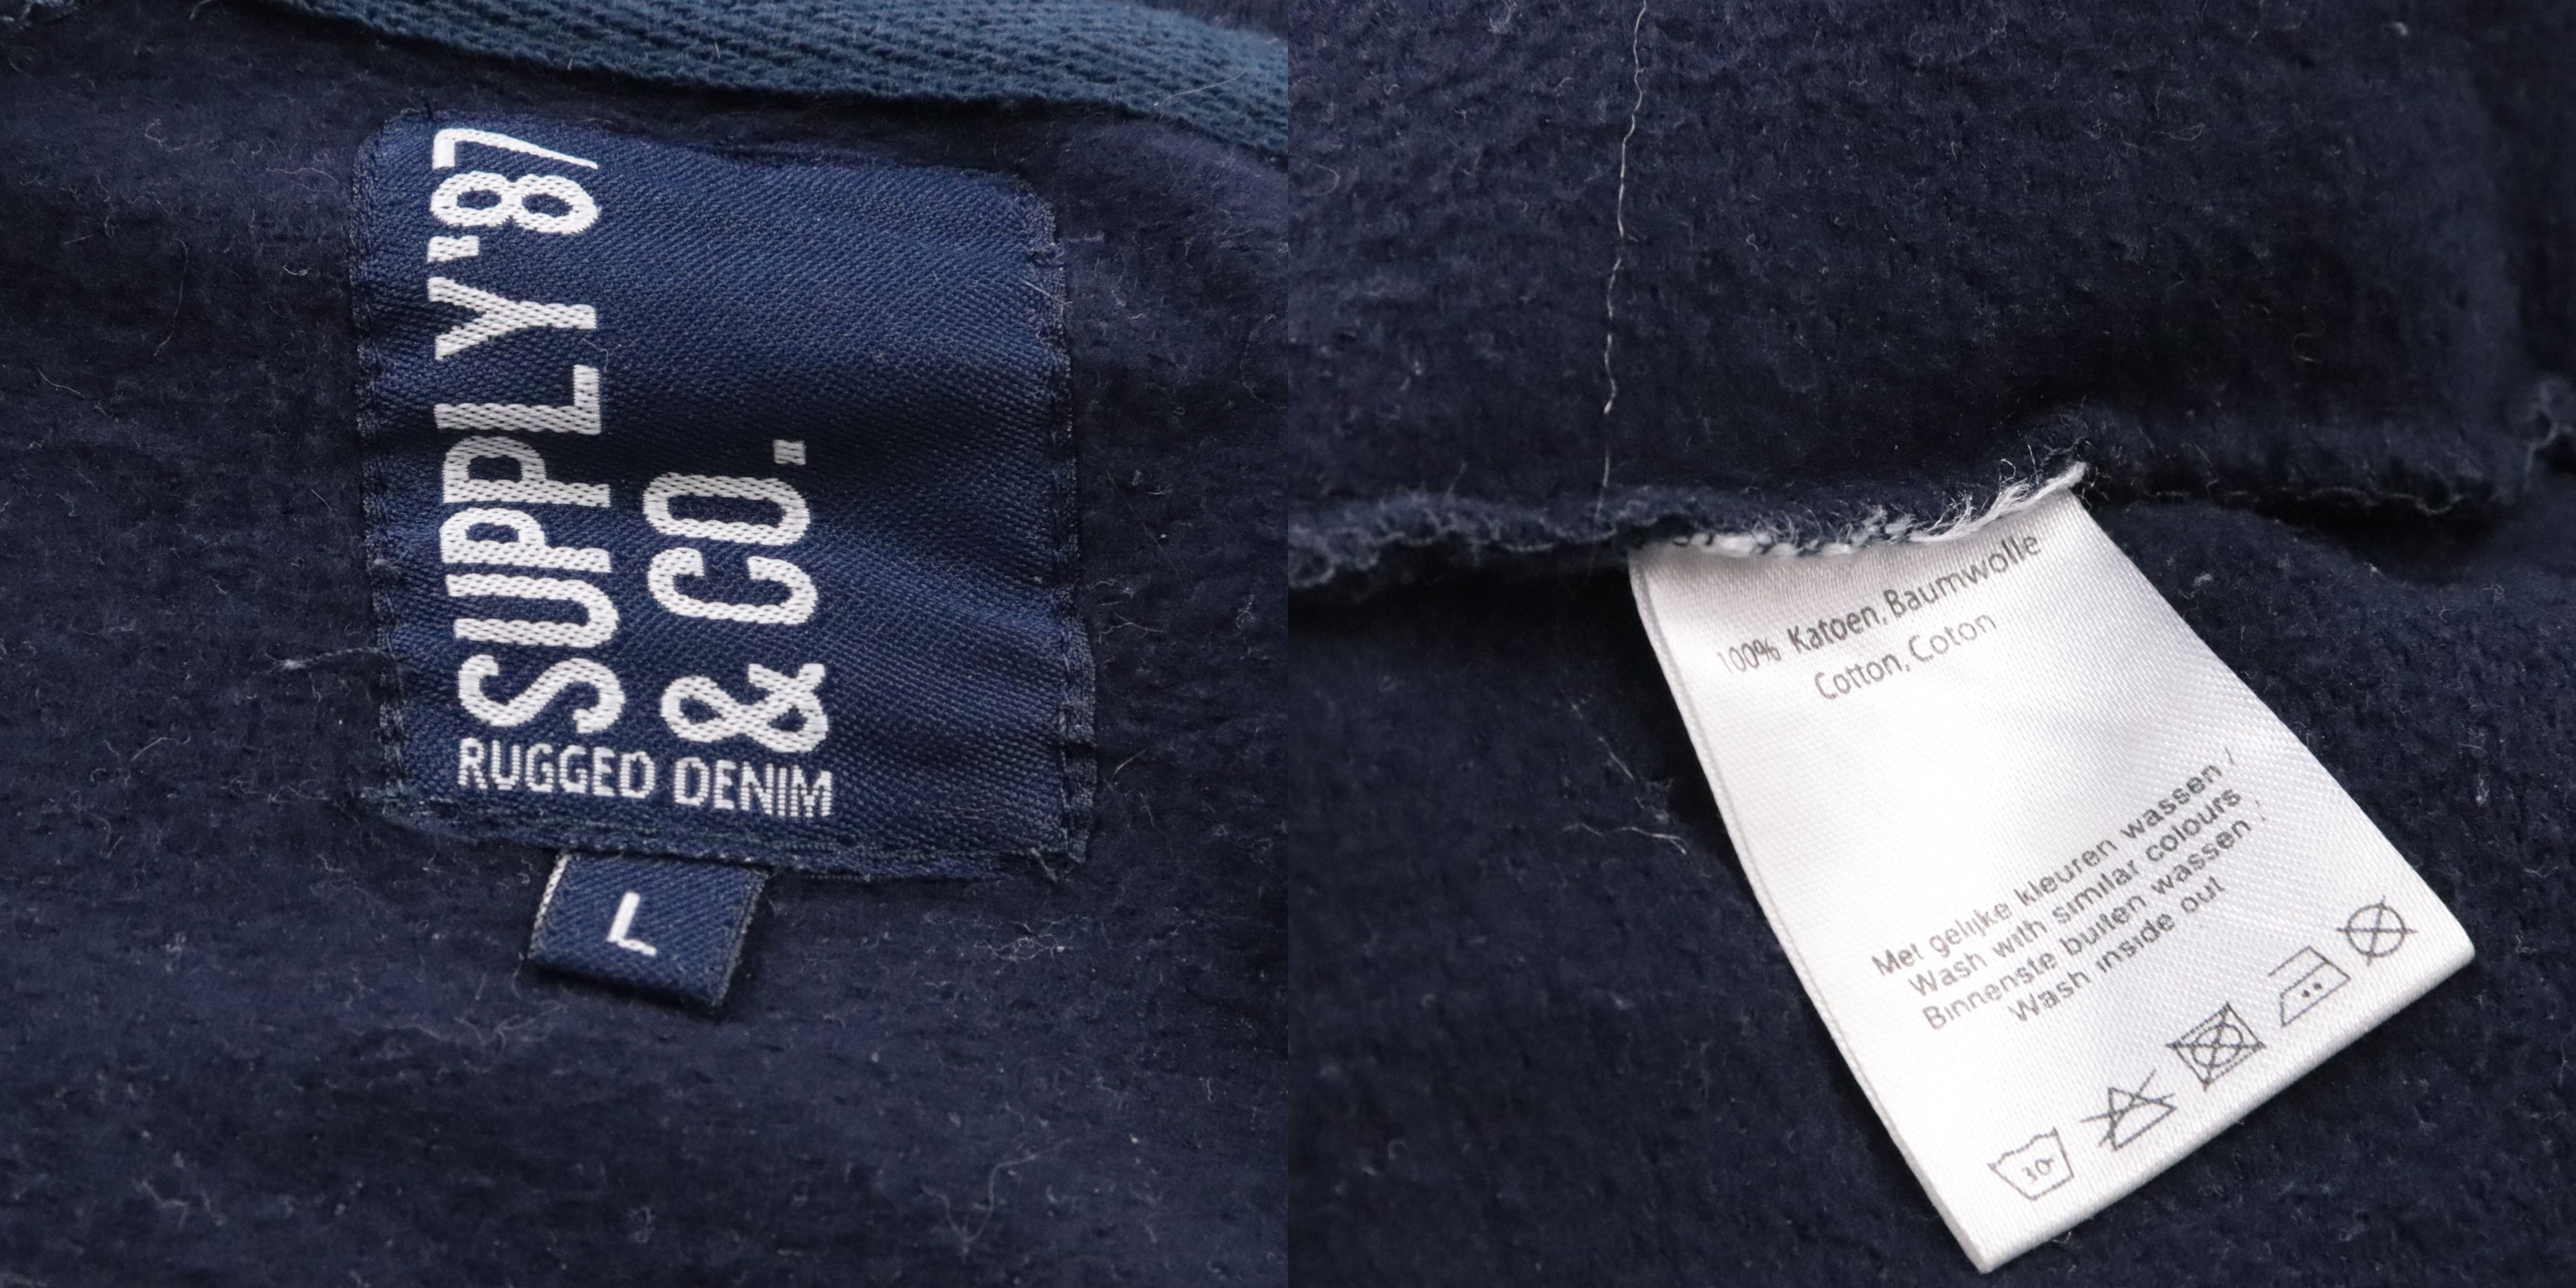 SUPPLY'87
& CO.
RUGGED DENIM
L
100% Katoen, Baumwolle
Cotton, Coton
Met gelijke kleuren wassen /
Wash with similar colours
Binnenste buiten wassen /
Wash inside out
30